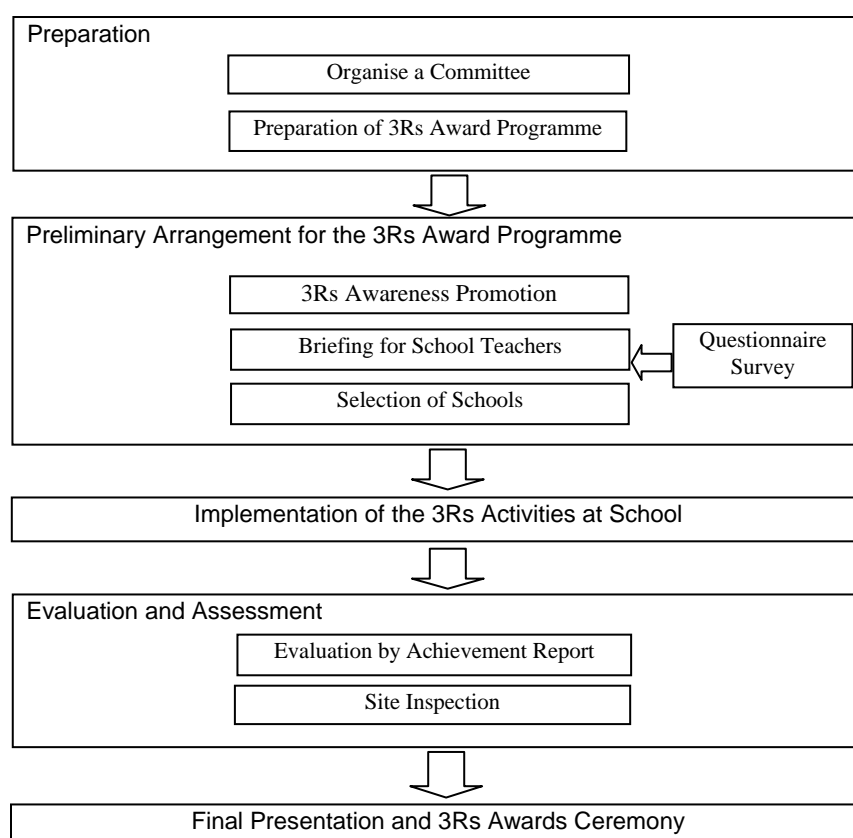 Preparation
Organise a Committee
Preparation of 3Rs Award Programme
Preliminary Arrangement for the 3Rs Award Programme
3Rs Awareness Promotion
Briefing for School Teachers
Questionnaire
Survey
Selection of Schools
Implementation of the 3Rs Activities at School
Evaluation and Assessment
Evaluation by Achievement Report
Site Inspection
Final Presentation and 3Rs Awards Ceremony